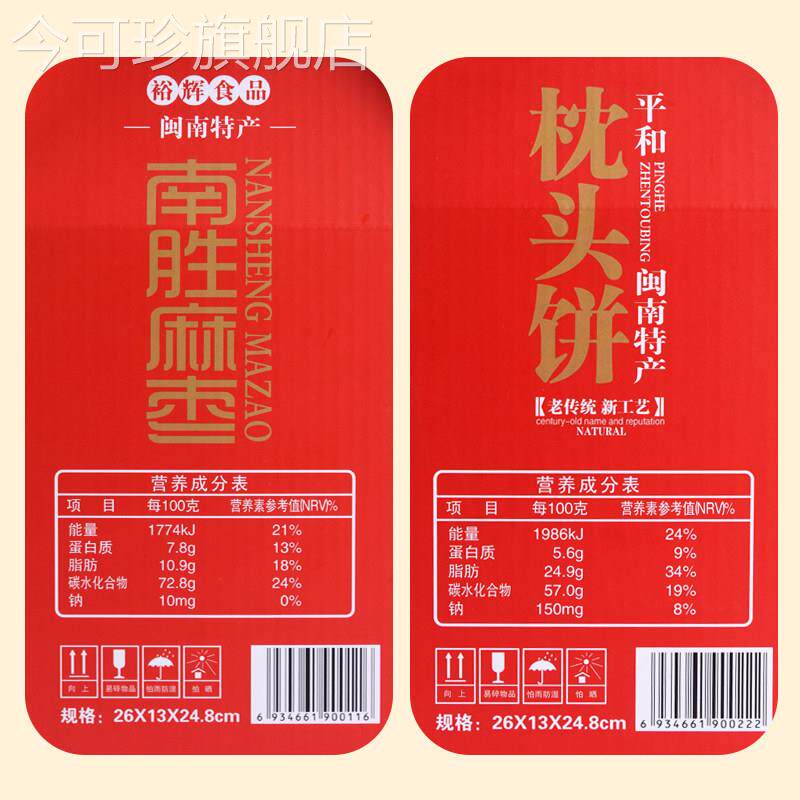 今可珍旗舰店
裕辉食品
闽南特产
南胜麻枣
NANSHENG MAZAO
营养成分表
项 目 每100克 营养素参考值(NRV)%
能量 1774kJ 21%
蛋白质 7.8g 13%
脂肪 10.9g 18%
碳水化合物 72.8g 24%
钠 10mg 0%
向上 易碎物品 怕雨防湿 怕晒
规格：26X13X24.8cm
6 934661 900116
平和
PINGHE
ZHENTOUBING
枕头饼
闽南特产
【老传统 新工艺】
century-old name and reputation
NATURAL
营养成分表
项 目 每100克 营养素参考值(NRV)%
能量 1986kJ 24%
蛋白质 5.6g 9%
脂肪 24.9g 34%
碳水化合物 57.0g 19%
钠 150mg 8%
向上 易碎物品 怕雨防湿 怕晒
规格：26X13X24.8cm
6 934661 900222